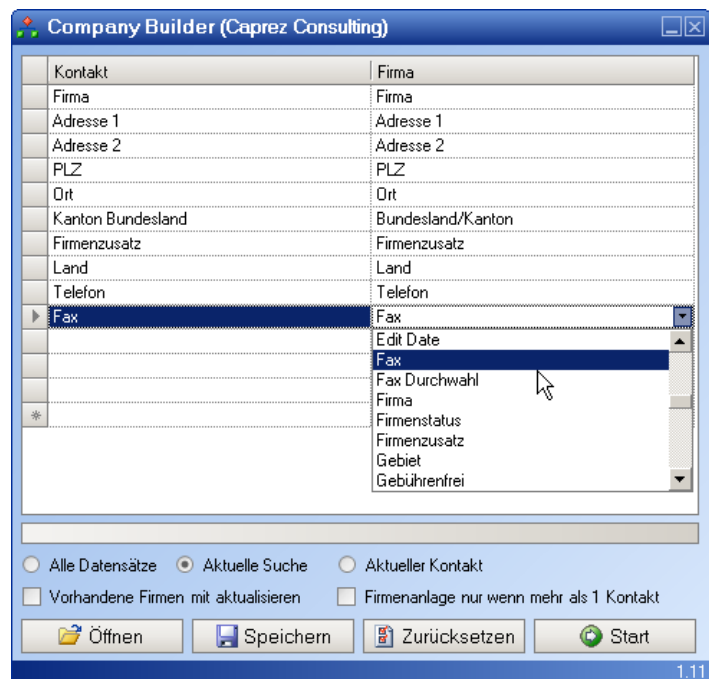 Company Builder (Caprez Consulting)
Kontakt Firma
Firma Firma
Adresse 1 Adresse 1
Adresse 2 Adresse 2
PLZ PLZ
Ort Ort
Kanton Bundesland Bundesland/Kanton
Firmenzusatz Firmenzusatz
Land Land
Telefon Telefon
Fax Fax
Edit Date
Fax
Fax Durchwahl
Firma
Firmenstatus
Firmenzusatz
Gebiet
Gebührenfrei
Alle Datensätze Aktuelle Suche Aktueller Kontakt
Vorhandene Firmen mit aktualisieren Firmenanlage nur wenn mehr als 1 Kontakt
Öffnen Speichern Zurücksetzen Start
1.11